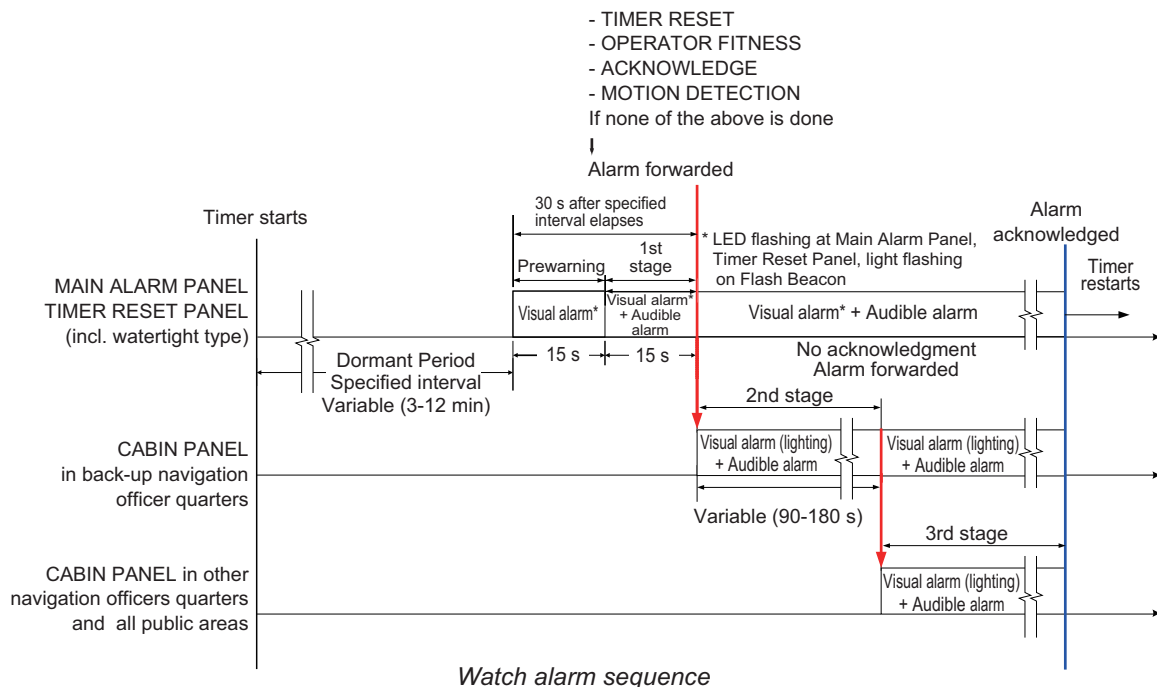 - TIMER RESET
- OPERATOR FITNESS
- ACKNOWLEDGE
- MOTION DETECTION
If none of the above is done
Alarm forwarded
Timer starts
30 s after specified
interval elapses
Alarm
acknowledged
* LED flashing at Main Alarm Panel,
Timer Reset Panel, light flashing
on Flash Beacon
Prewarning
1st
stage
Timer
restarts
MAIN ALARM PANEL
TIMER RESET PANEL
(incl. watertight type)
Visual alarm*
Visual alarm*
+ Audible
alarm
Visual alarm* + Audible alarm
15 s
15 s
Dormant Period
Specified interval
Variable (3-12 min)
No acknowledgment
Alarm forwarded
2nd stage
CABIN PANEL
in back-up navigation
officer quarters
Visual alarm (lighting)
+ Audible alarm
Visual alarm (lighting)
+ Audible alarm
Variable (90-180 s)
3rd stage
CABIN PANEL in other
navigation officers quarters
and all public areas
Visual alarm (lighting)
+ Audible alarm
Watch alarm sequence